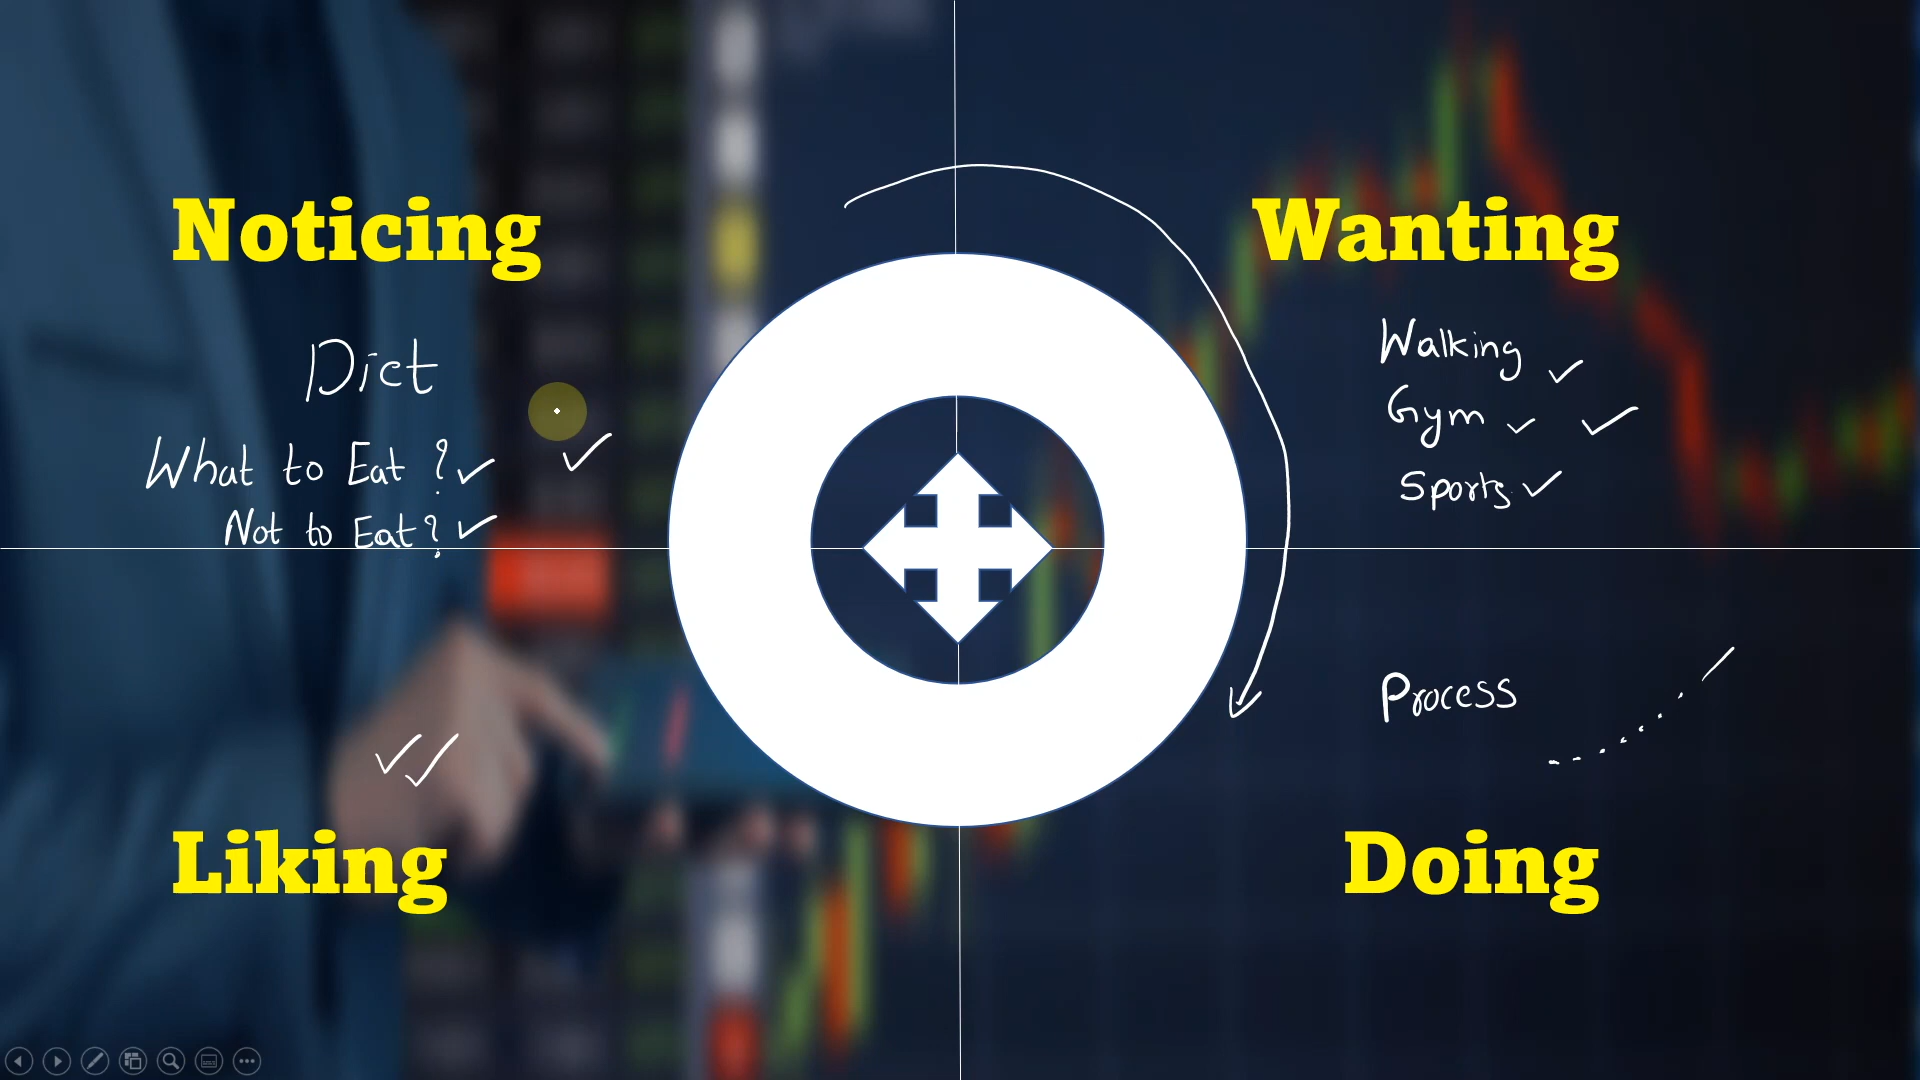 Noticing
Diet
What to Eat ?
Not to Eat?
Wanting
Walking
Gym
Sports
Liking
Process
Doing